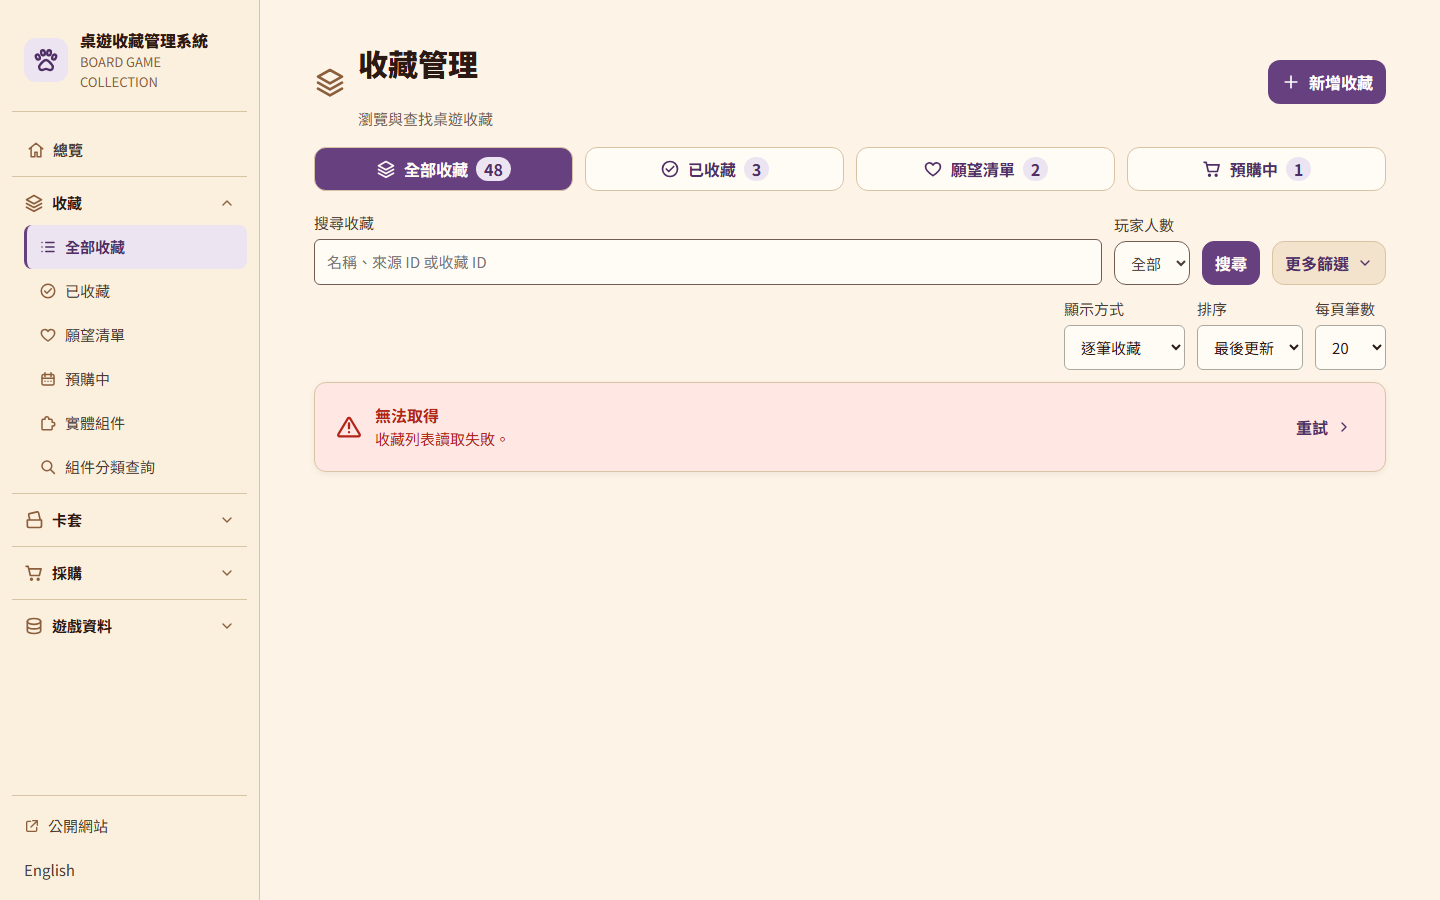 桌遊收藏管理系統
BOARD GAME
COLLECTION
總覽
收藏
全部收藏
已收藏
願望清單
預購中
實體組件
組件分類查詢
卡套
採購
遊戲資料
公開網站
English
收藏管理
瀏覽與查找桌遊收藏
新增收藏
全部收藏 48
已收藏 3
願望清單 2
預購中 1
搜尋收藏
名稱、來源 ID 或收藏 ID
玩家人數
全部
搜尋
更多篩選
顯示方式
逐筆收藏
排序
最後更新
每頁筆數
20
無法取得
收藏列表讀取失敗。
重試